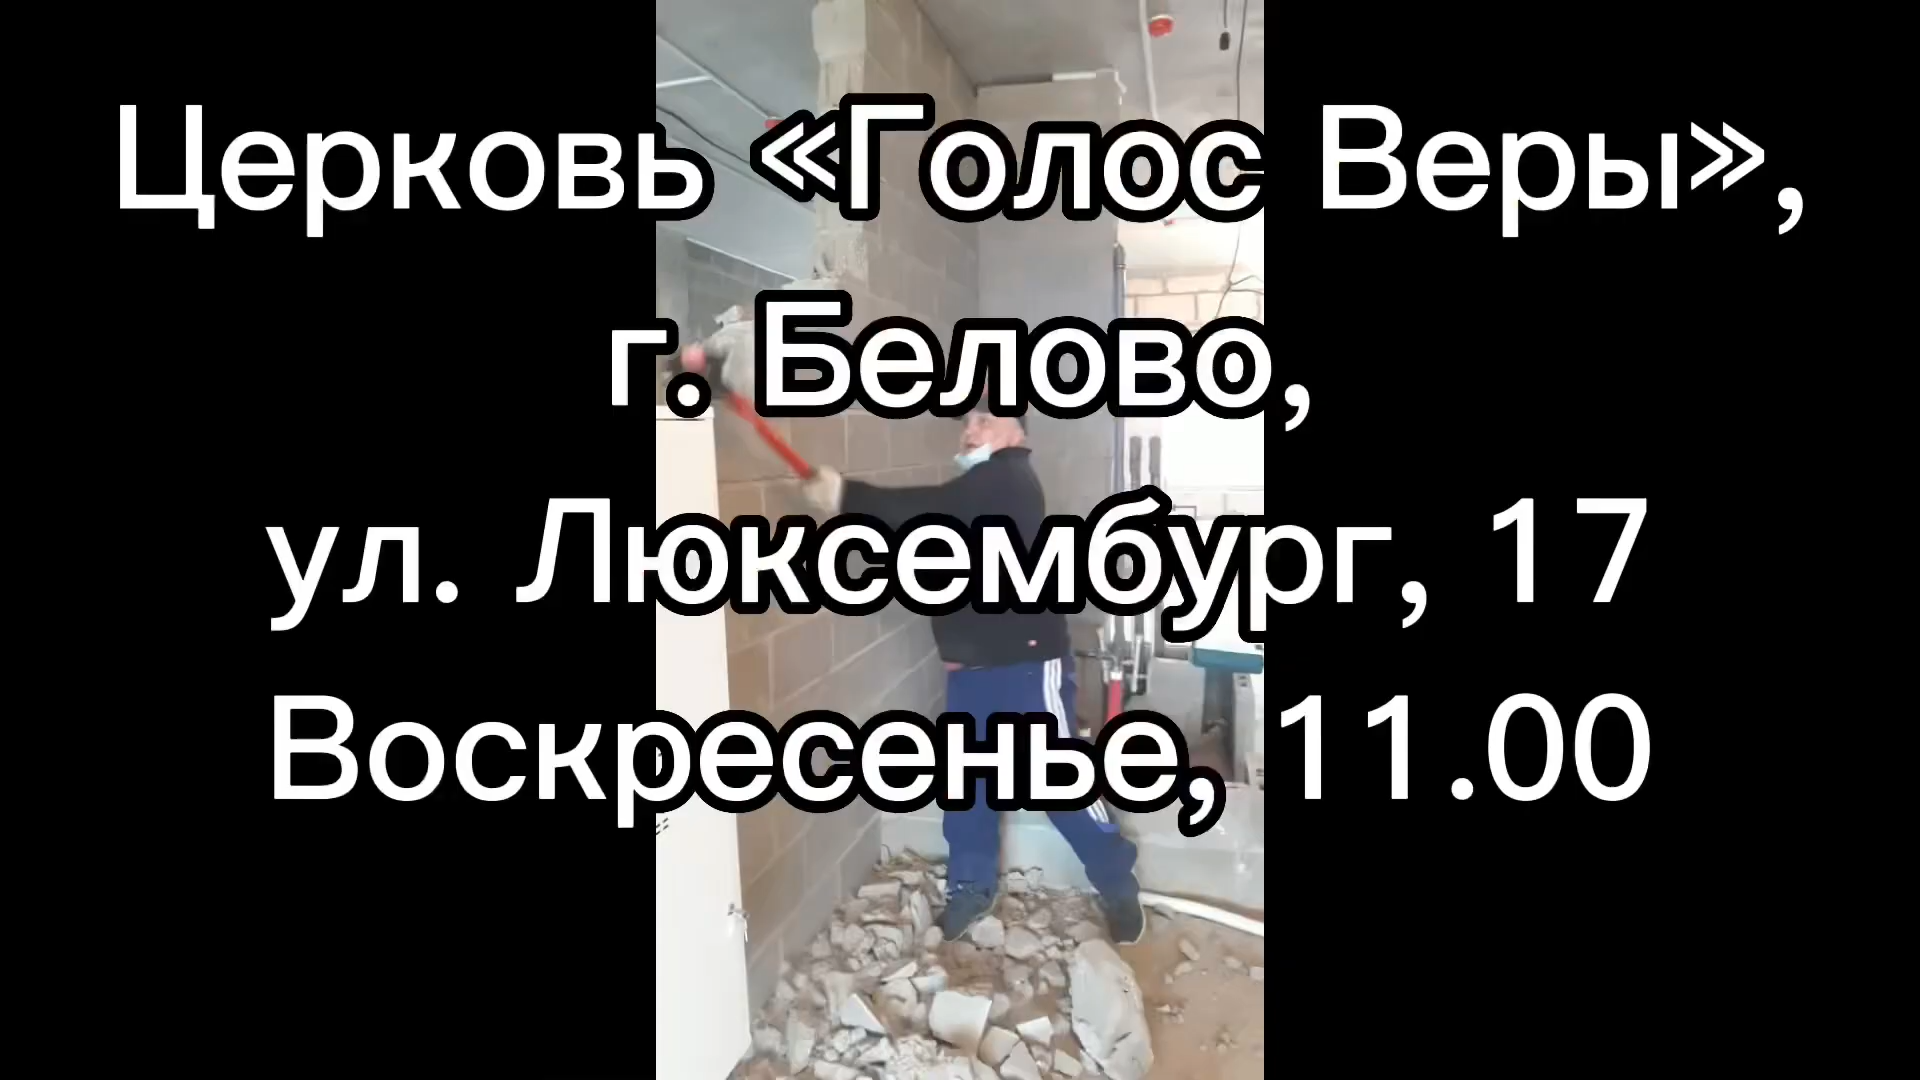 Церковь «Голос Веры»,
г. Белово,
ул. Люксембург, 17
Воскресенье, 11.00